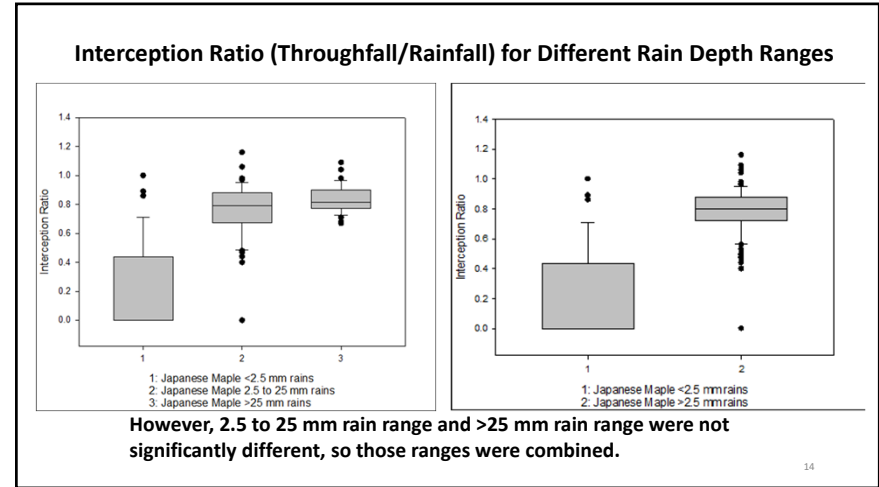 Interception Ratio (Throughfall/Rainfall) for Different Rain Depth Ranges
Interception Ratio
1.4
1.2
1.0
0.8
0.6
0.4
0.2
0.0
1
2
3
1: Japanese Maple <2.5 mm rains
2: Japanese Maple 2.5 to 25 mm rains
3: Japanese Maple >25 mm rains
Interception Ratio
1.4
1.2
1.0
0.8
0.6
0.4
0.2
0.0
1
2
1: Japanese Maple <2.5 mm rains
2: Japanese Maple >2.5 mm rains
However, 2.5 to 25 mm rain range and >25 mm rain range were not
significantly different, so those ranges were combined.
14